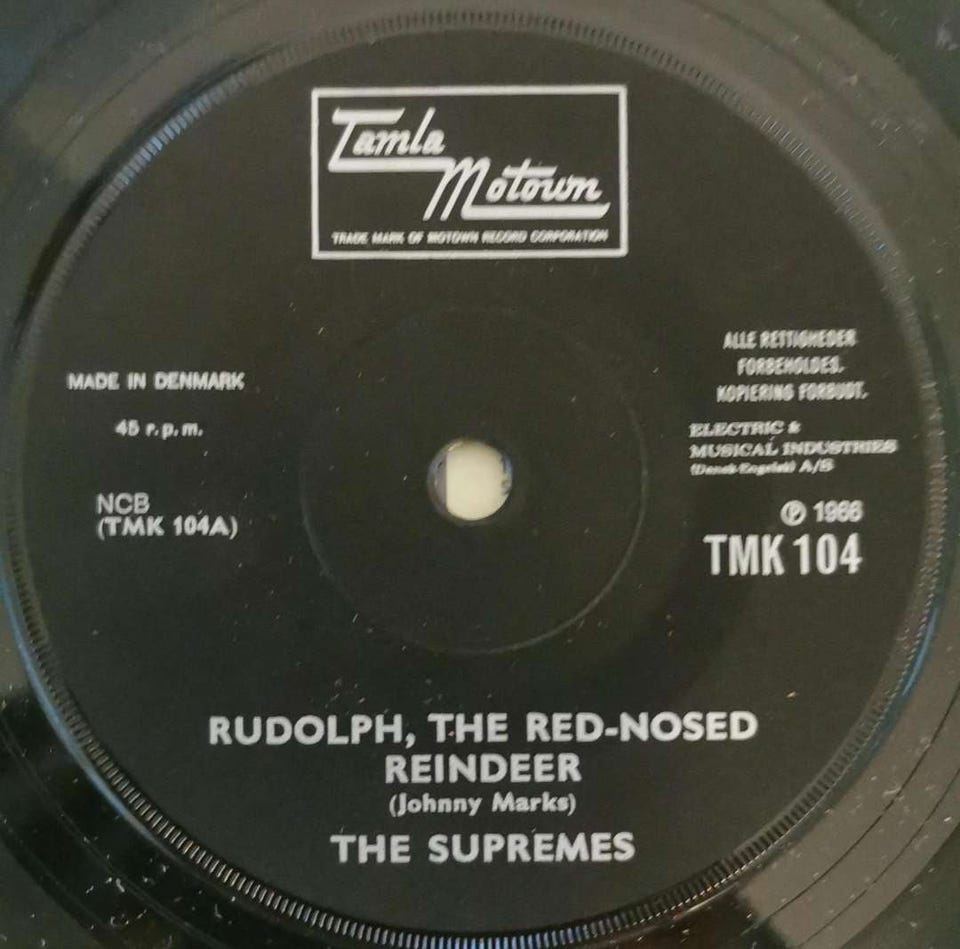 Tamla
Motown
TRADE MARK OF MOTOWN RECORD CORPORATION
MADE IN DENMARK
45 r.p.m.
NCB
(TMK 104A)
ALLE RETTIGHEDER
FORBEHOLDES.
KOPIERING FORBUDT.
ELECTRIC &
MUSICAL INDUSTRIES
(Dansk-Engelsk) A/S
℗ 1966
TMK 104
RUDOLPH, THE RED-NOSED
REINDEER
(Johnny Marks)
THE SUPREMES